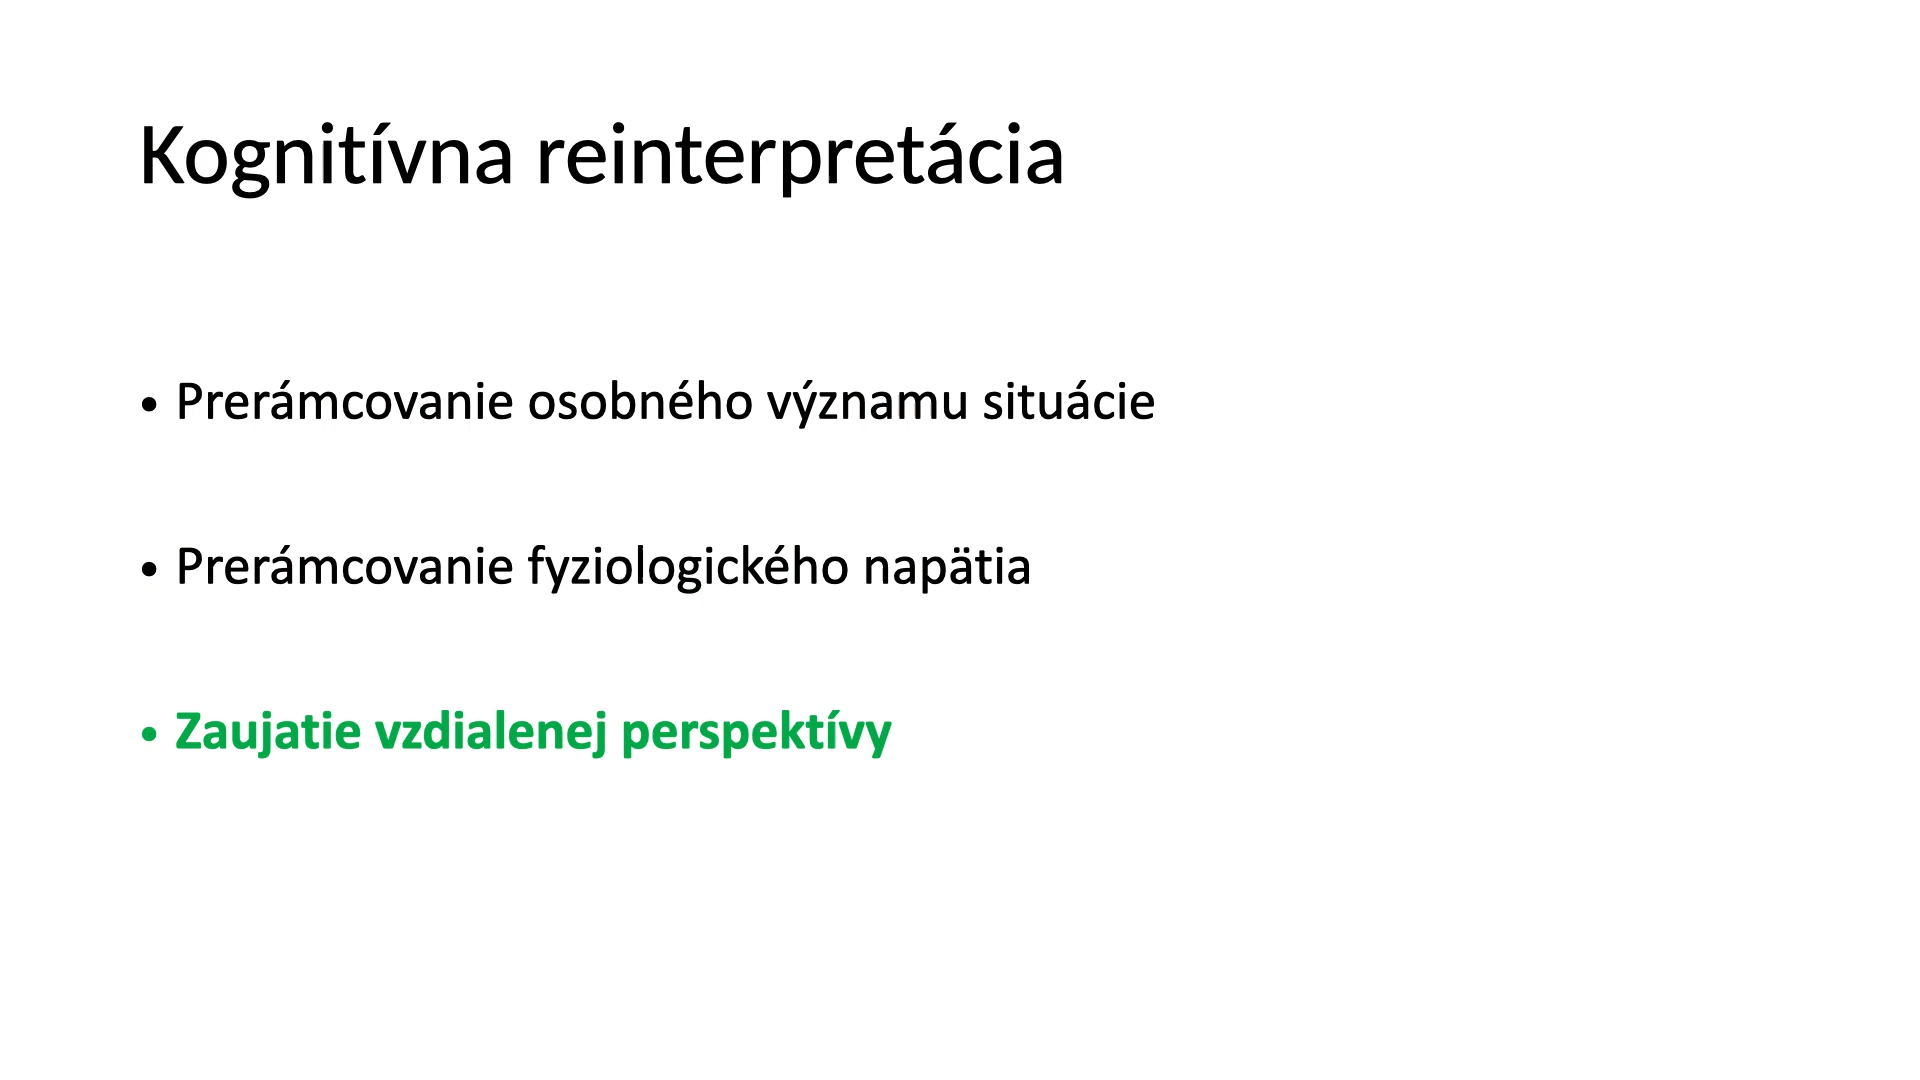 Kognitívna reinterpretácia
• Prerámcovanie osobného významu situácie
• Prerámcovanie fyziologického napätia
• Zaujatie vzdialenej perspektívy